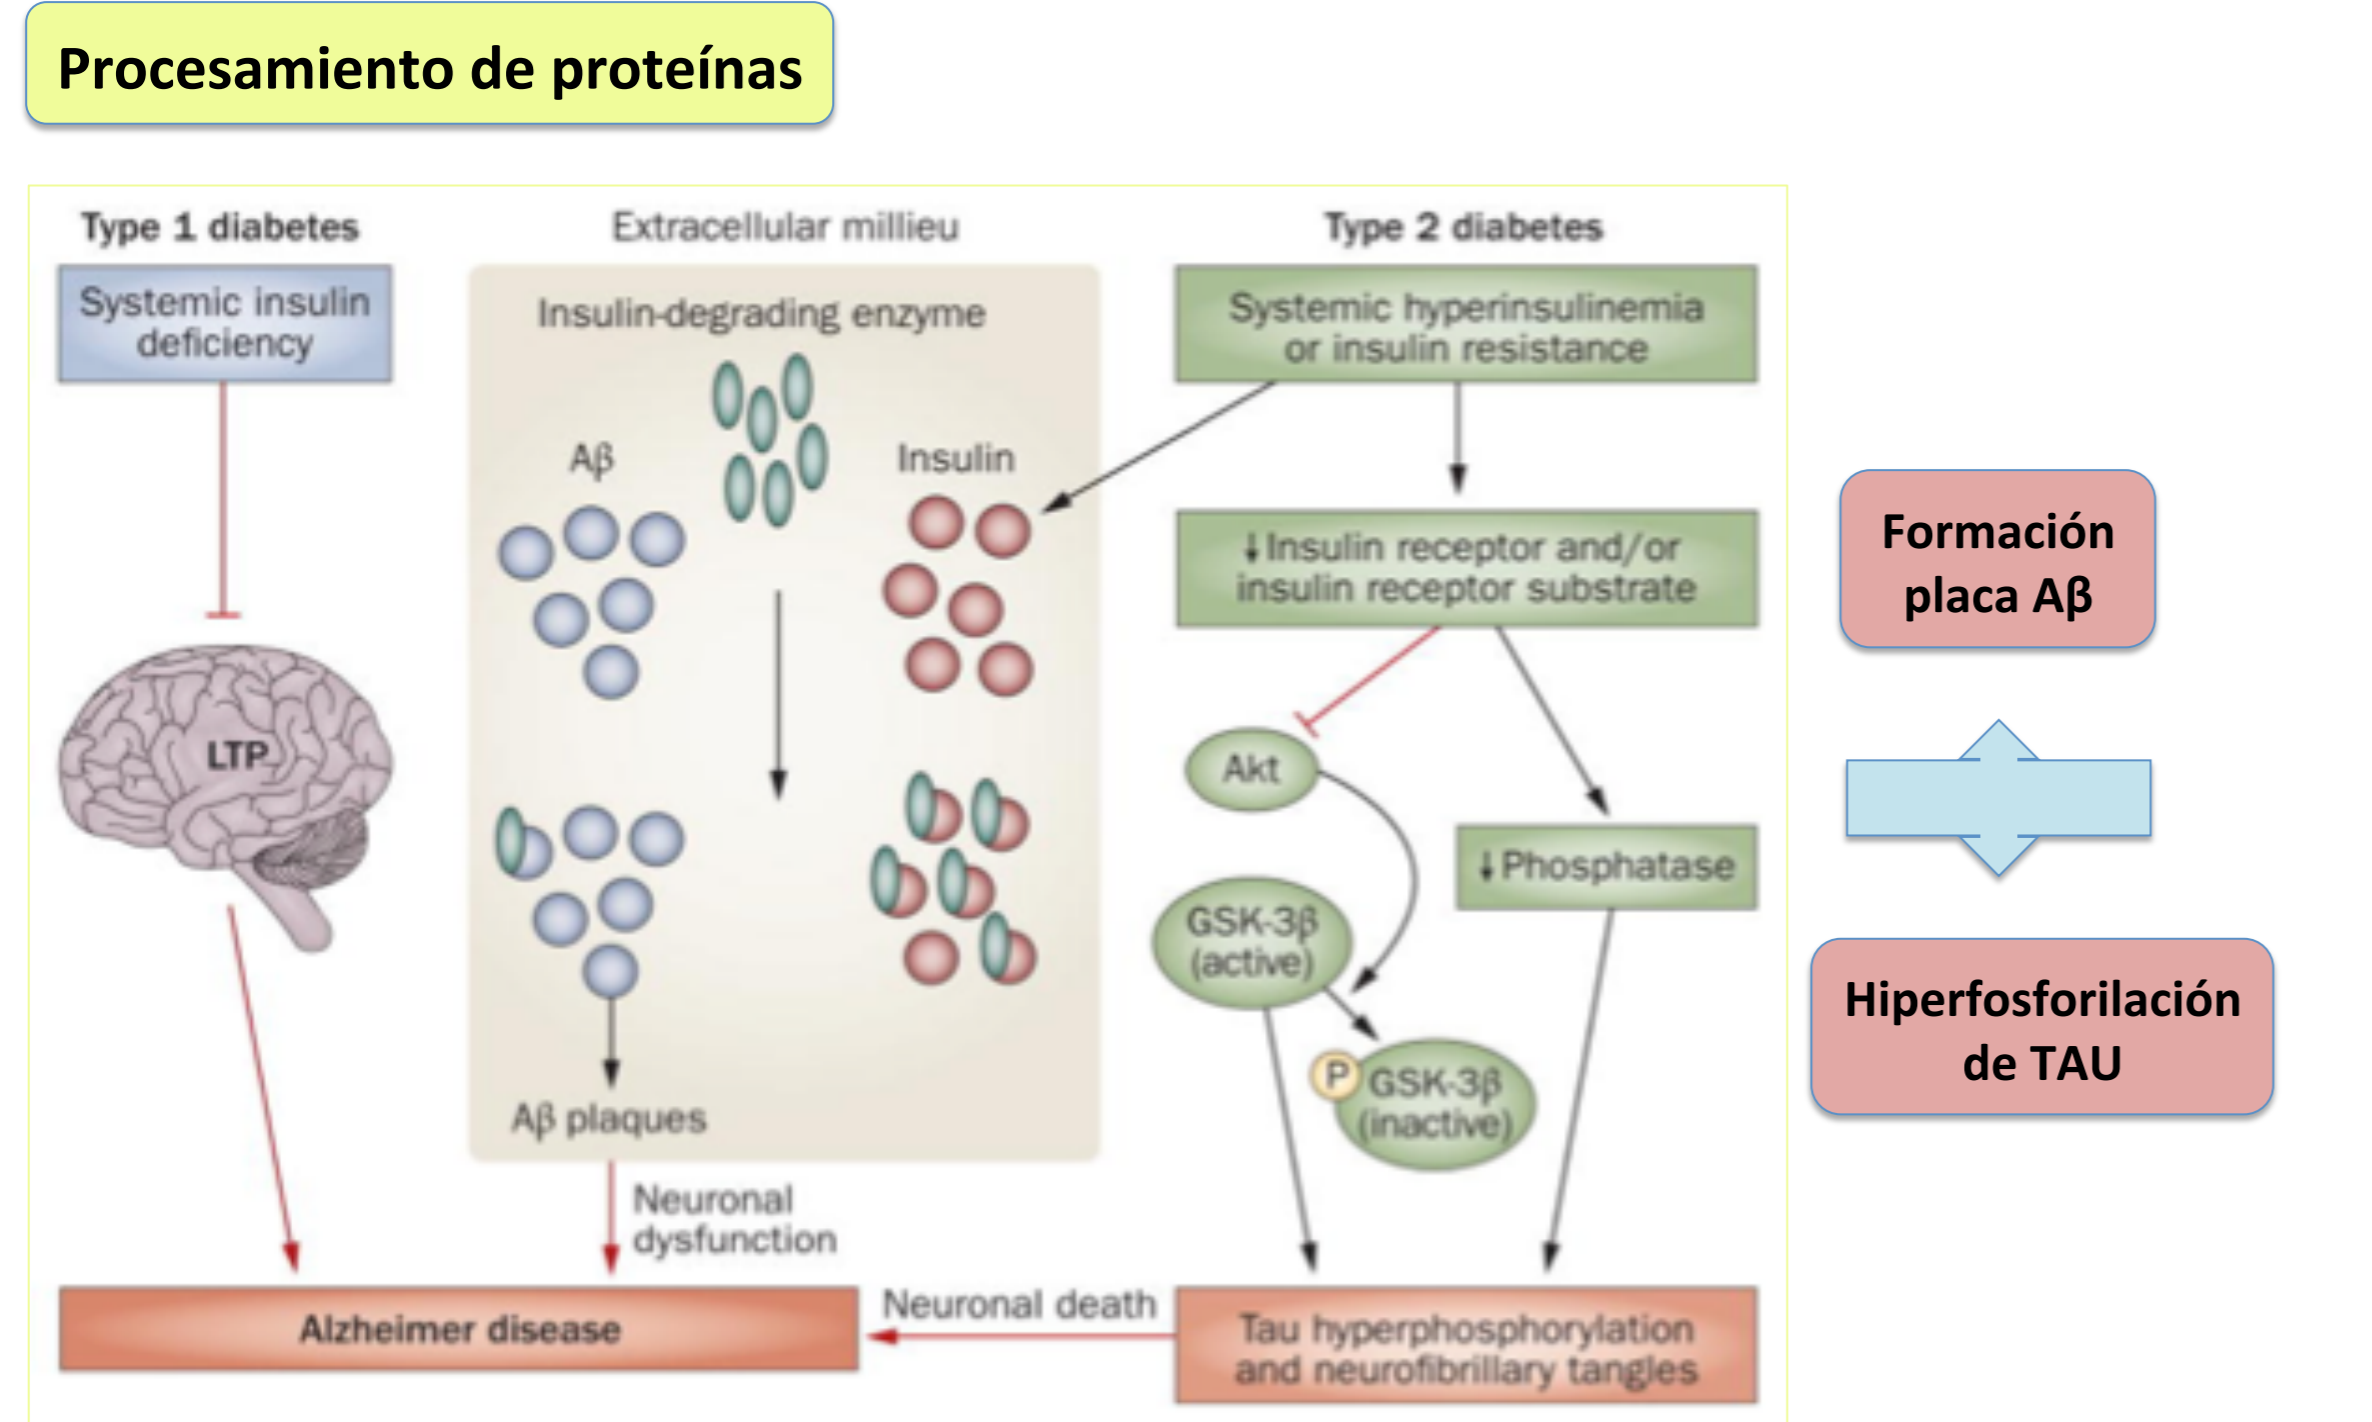 Procesamiento de proteínas
Type 1 diabetes
Systemic insulin
deficiency
LTP
Extracellular millieu
Insulin-degrading enzyme
Aβ
Insulin
Aβ plaques
Neuronal
dysfunction
Alzheimer disease
Type 2 diabetes
Systemic hyperinsulinemia
or insulin resistance
↓Insulin receptor and/or
insulin receptor substrate
Akt
↓Phosphatase
GSK-3β
(active)
P
GSK-3β
(inactive)
Neuronal death
Tau hyperphosphorylation
and neurofibrillary tangles
Formación
placa Aβ
Hiperfosforilación
de TAU